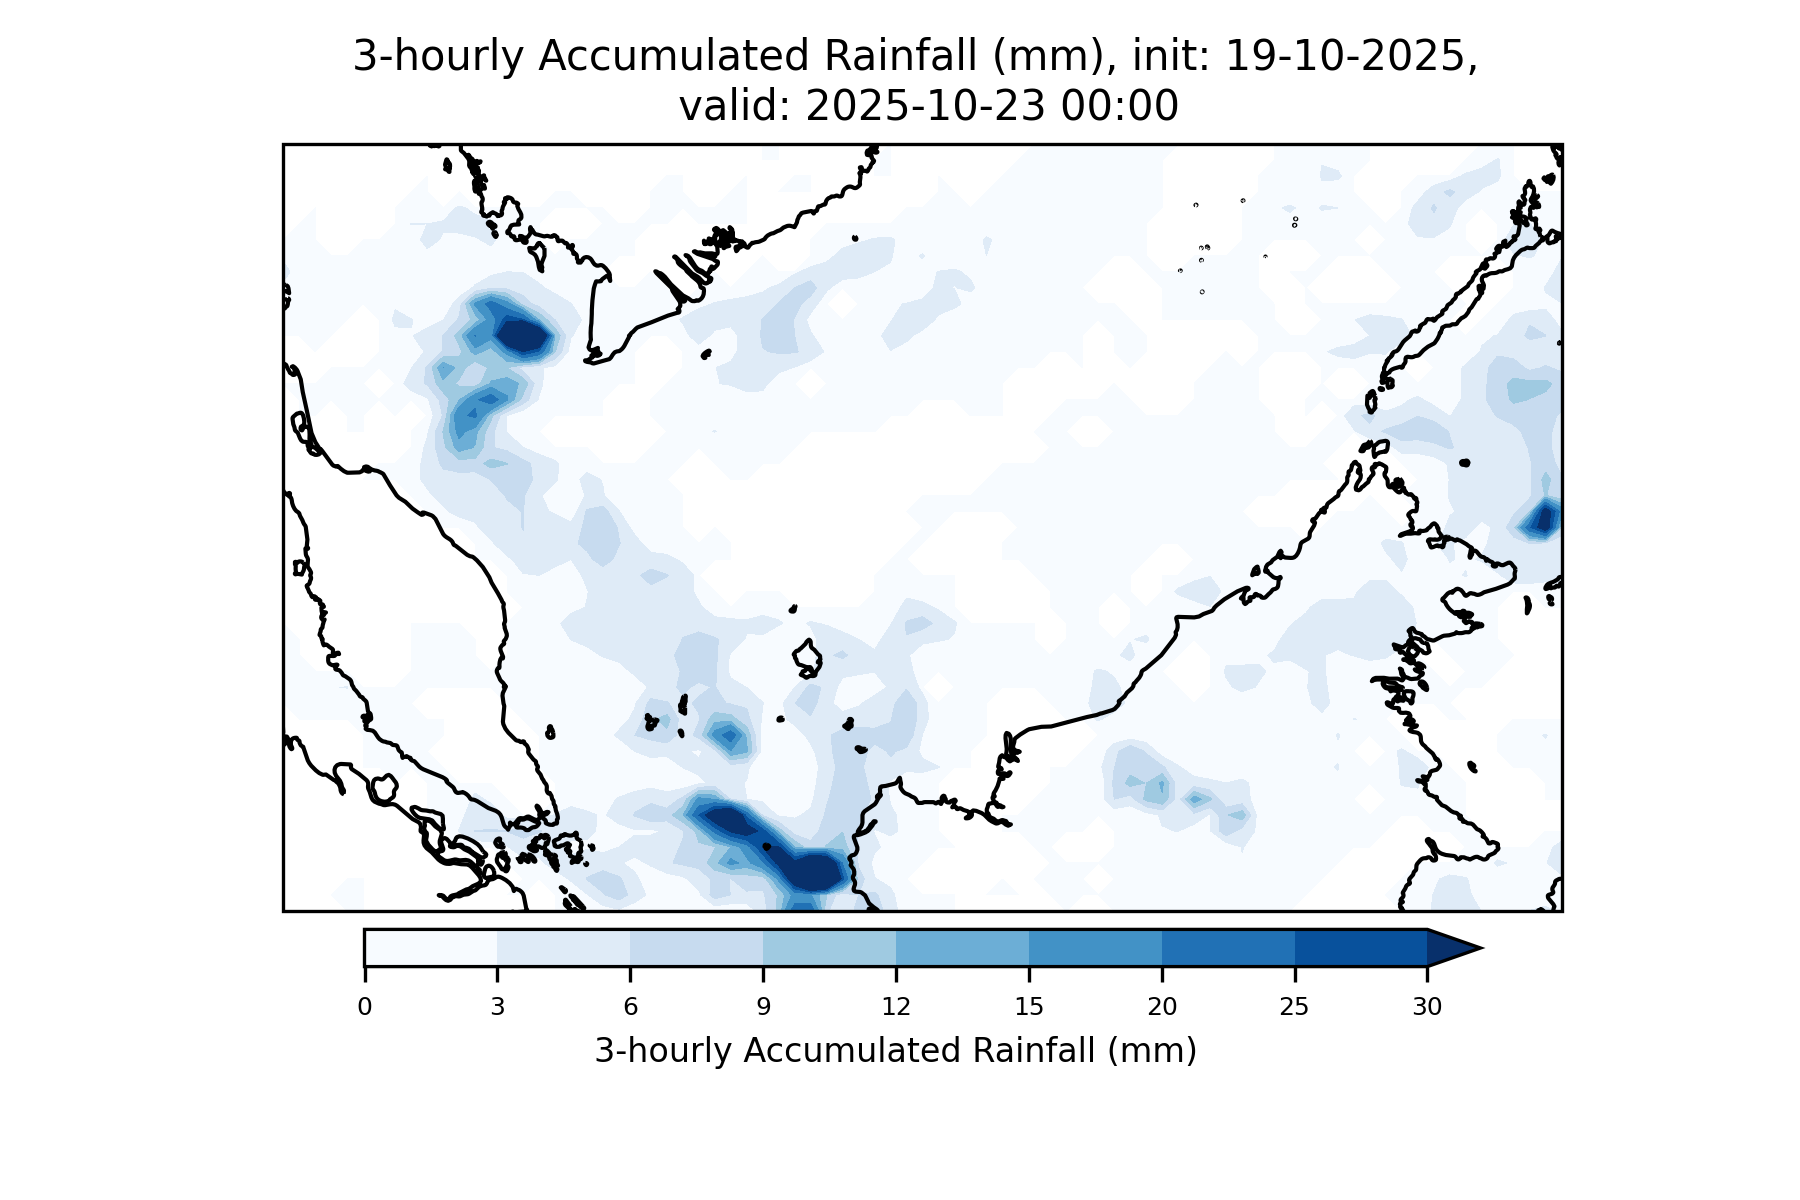 3-hourly Accumulated Rainfall (mm), init: 19-10-2025,
valid: 2025-10-23 00:00
0 3 6 9 12 15 20 25 30
3-hourly Accumulated Rainfall (mm)